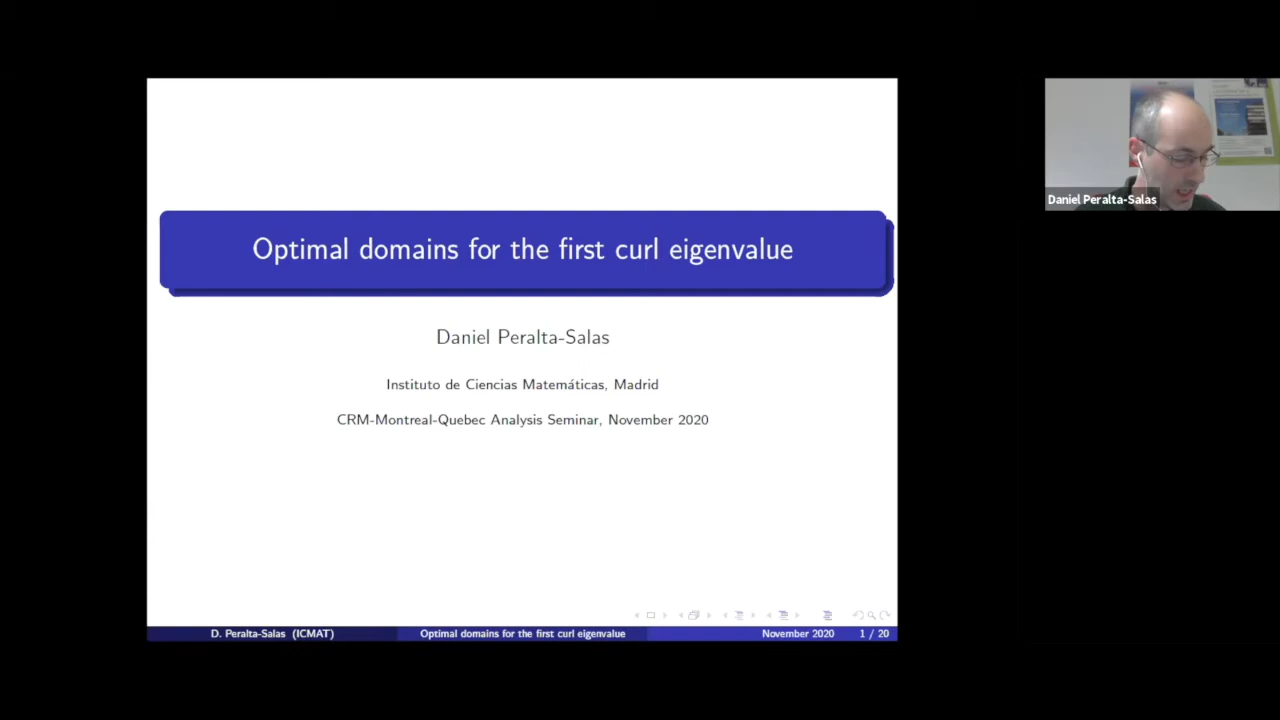 Optimal domains for the first curl eigenvalue
Daniel Peralta-Salas
Instituto de Ciencias Matemáticas, Madrid
CRM-Montreal-Quebec Analysis Seminar, November 2020
D. Peralta-Salas (ICMAT)
Optimal domains for the first curl eigenvalue
November 2020
1 / 20
Daniel Peralta-Salas